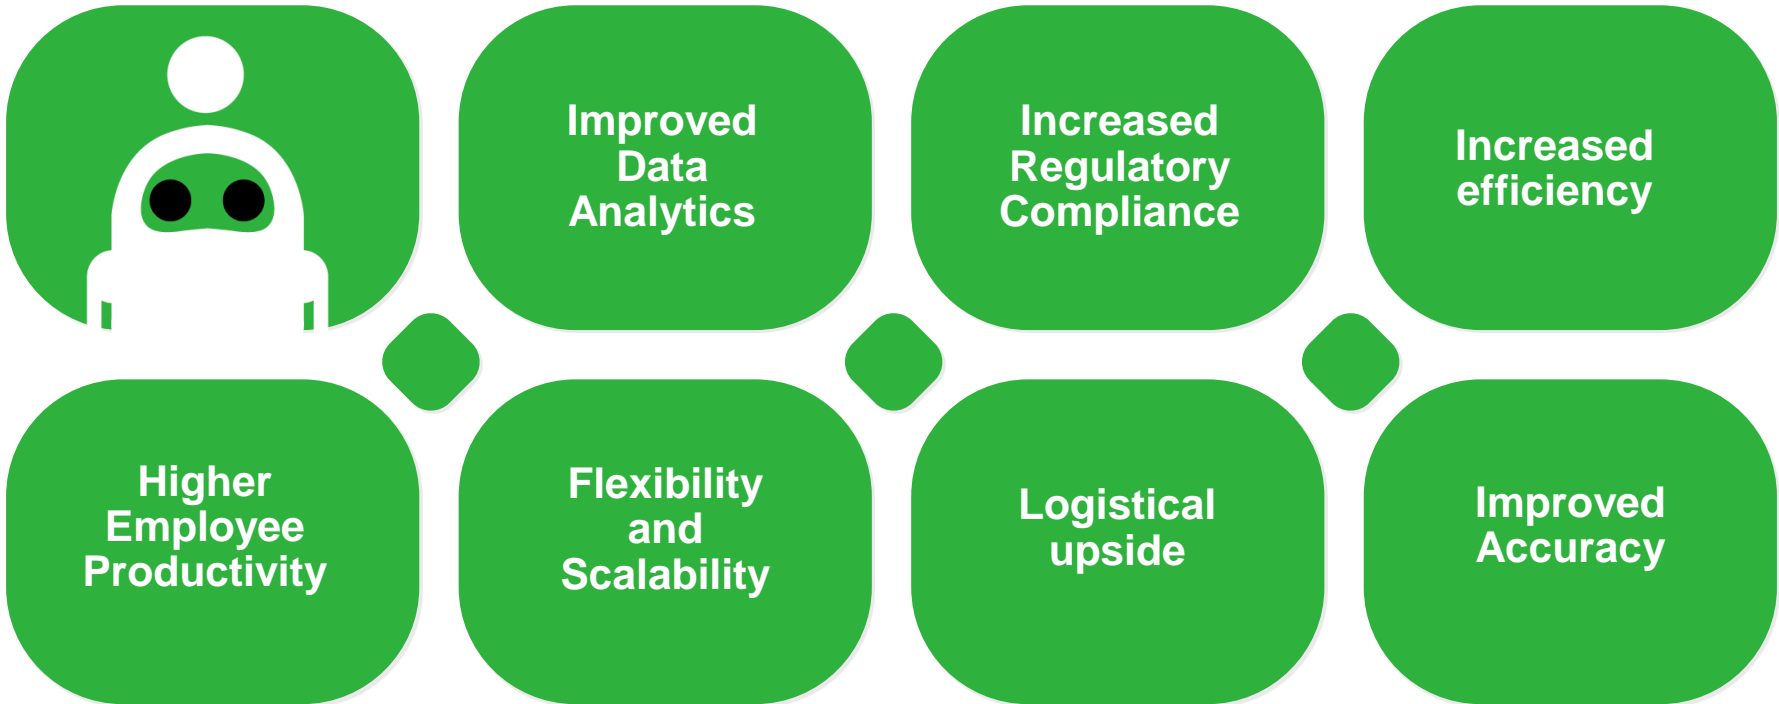 Improved
Data
Analytics
Increased
Regulatory
Compliance
Increased
efficiency
Higher
Employee
Productivity
Flexibility
and
Scalability
Logistical
upside
Improved
Accuracy